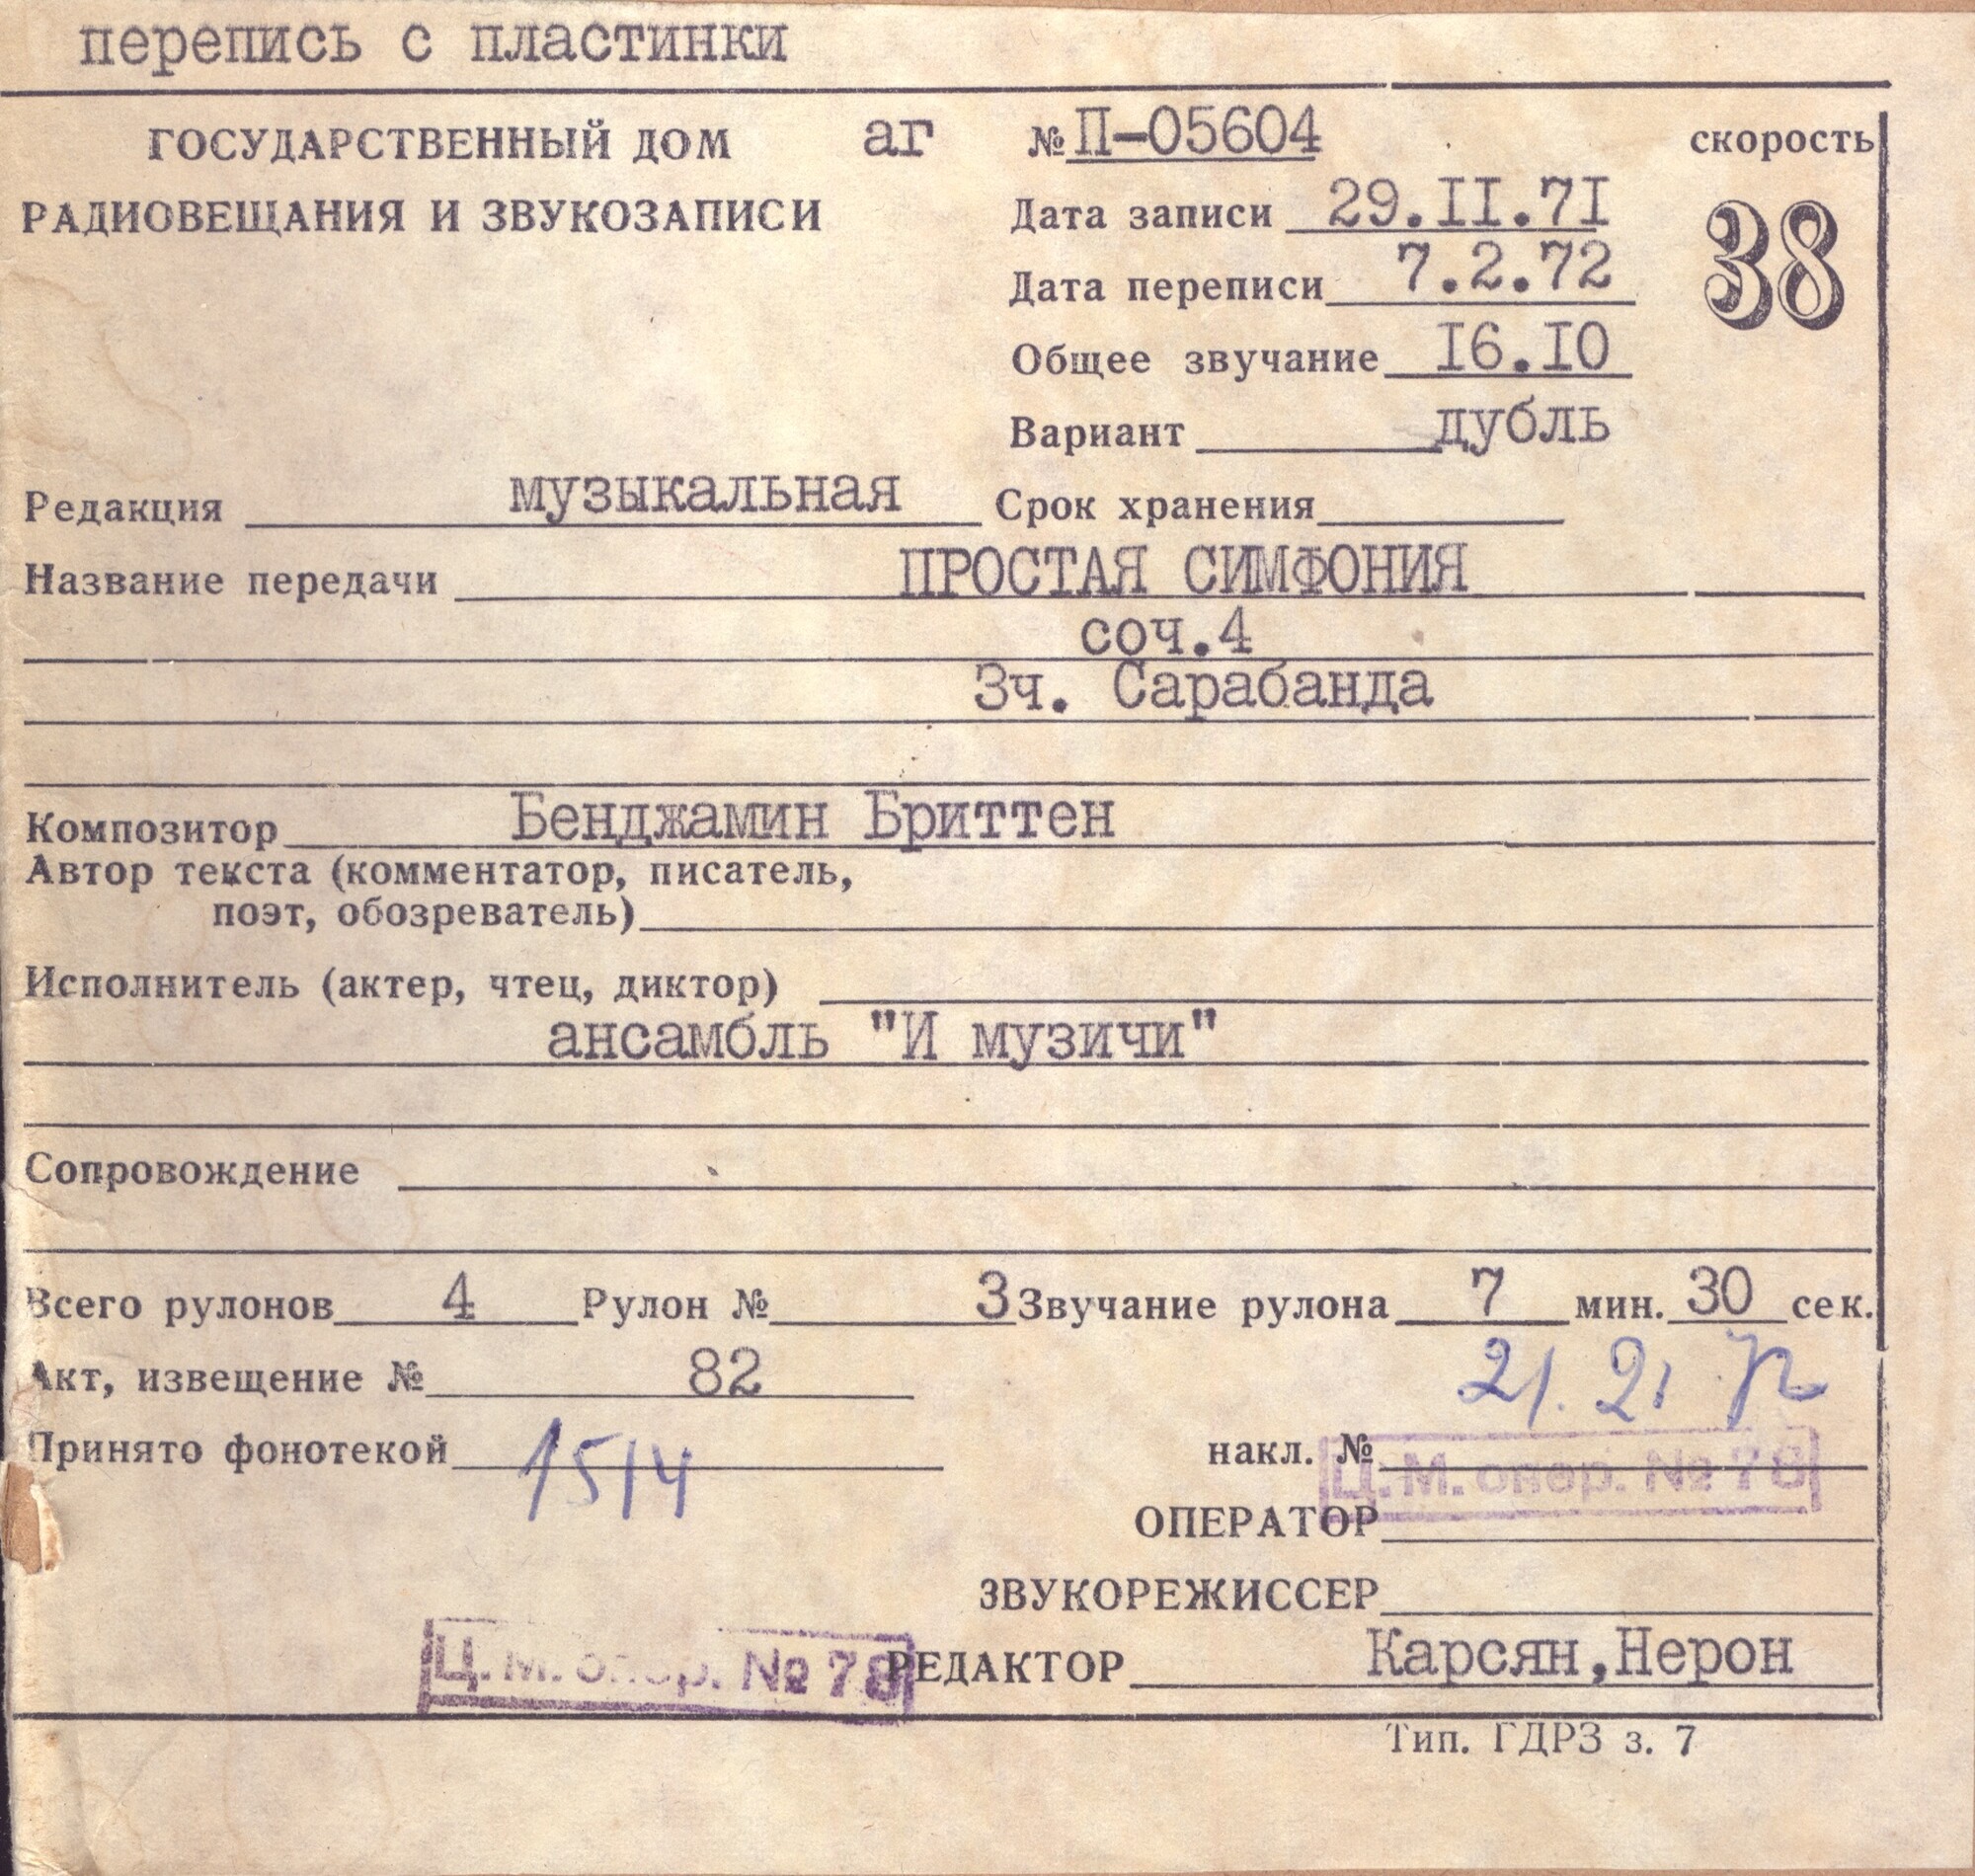 перепись с пластинки
ГОСУДАРСТВЕННЫЙ ДОМ аг № П-05604 скорость
РАДИОВЕЩАНИЯ И ЗВУКОЗАПИСИ Дата записи 29.II.7I 38
Дата переписи 7.2.72
Общее звучание I6.I0
Вариант дубль
Редакция музыкальная Срок хранения
Название передачи ПРОСТАЯ СИМФОНИЯ
соч.4
3ч. Сарабанда
Композитор Бенджамин Бриттен
Автор текста (комментатор, писатель,
поэт, обозреватель)
Исполнитель (актер, чтец, диктор)
ансамбль "И музичи"
Сопровождение
Всего рулонов 4 Рулон № 3 Звучание рулона 7 мин. 30 сек.
Акт, извещение № 82 21. 2, 72
Принято фонотекой 1514 накл. №
Ц.М. опер. № 78
ОПЕРАТОР
ЗВУКОРЕЖИССЕР
Ц.М. опер. № 78 РЕДАКТОР Карсян,Нерон
Тип. ГДРЗ з. 7